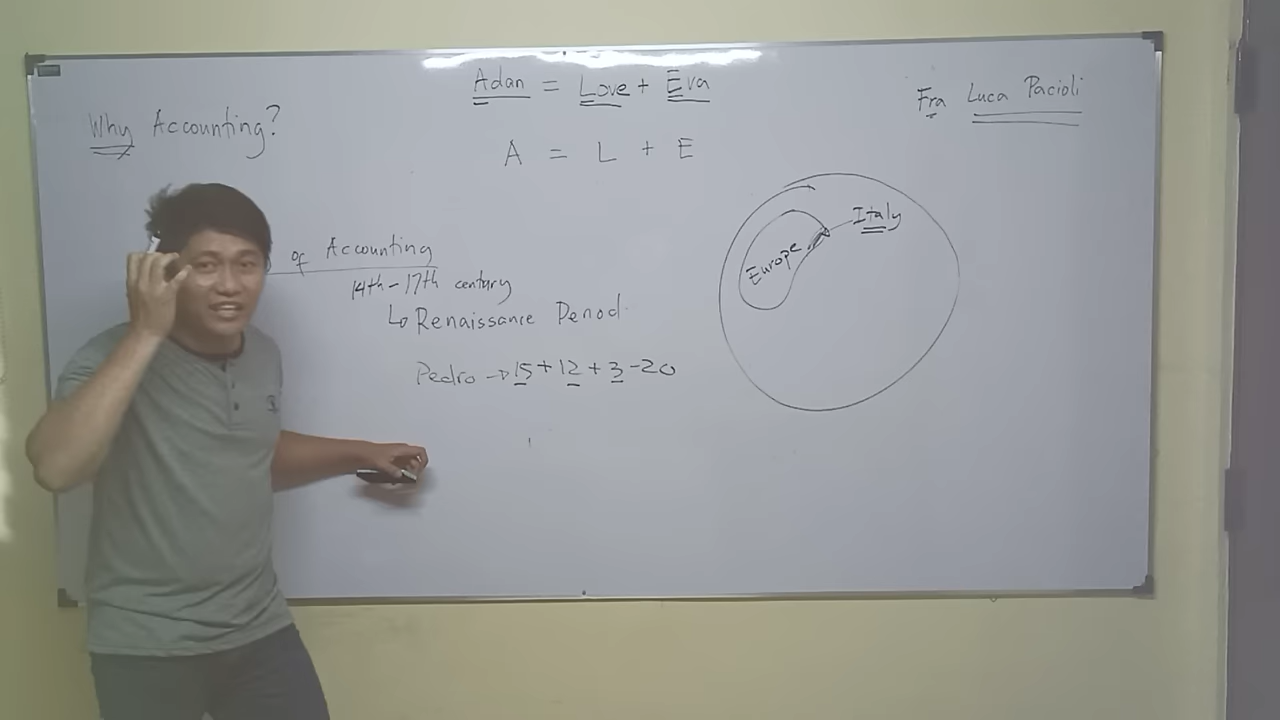 Adan = Love + Eva
Fra Luca Pacioli
Why Accounting?
A = L + E
Italy
Europe
of Accounting
14th - 17th century
↳ Renaissance Period
Pedro → 15 + 12 + 3 - 20